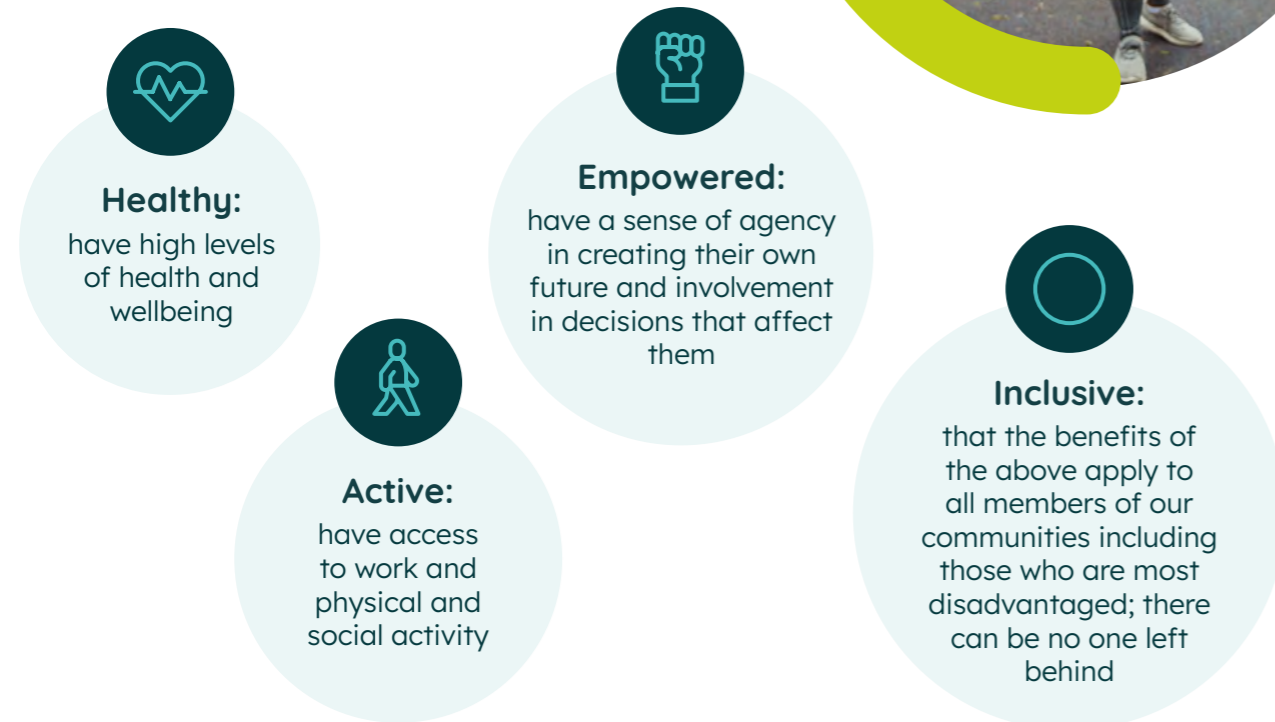 Healthy:
have high levels
of health and
wellbeing
Active:
have access
to work and
physical and
social activity
Empowered:
have a sense of agency
in creating their own
future and involvement
in decisions that affect
them
Inclusive:
that the benefits of
the above apply to
all members of our
communities including
those who are most
disadvantaged; there
can be no one left
behind